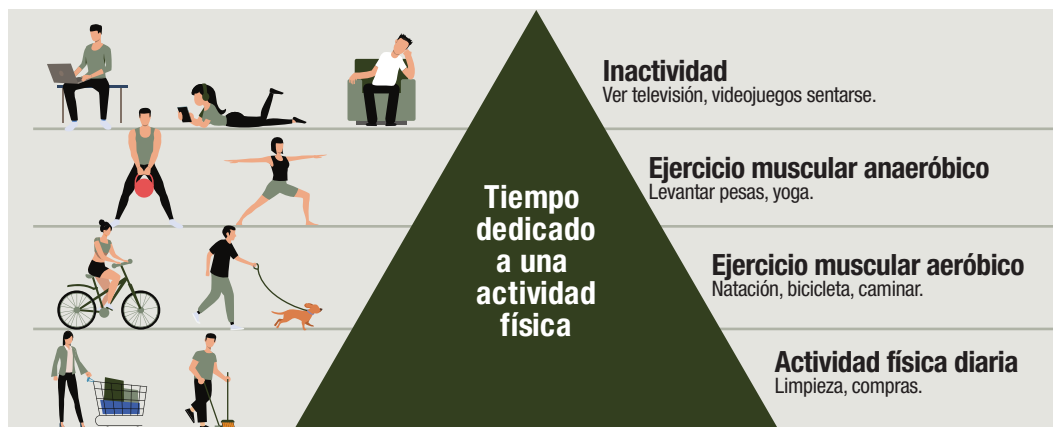 Inactividad
Ver televisión, videojuegos sentarse.
Ejercicio muscular anaeróbico
Levantar pesas, yoga.
Tiempo
dedicado
a una
actividad
física
Ejercicio muscular aeróbico
Natación, bicicleta, caminar.
Actividad física diaria
Limpieza, compras.